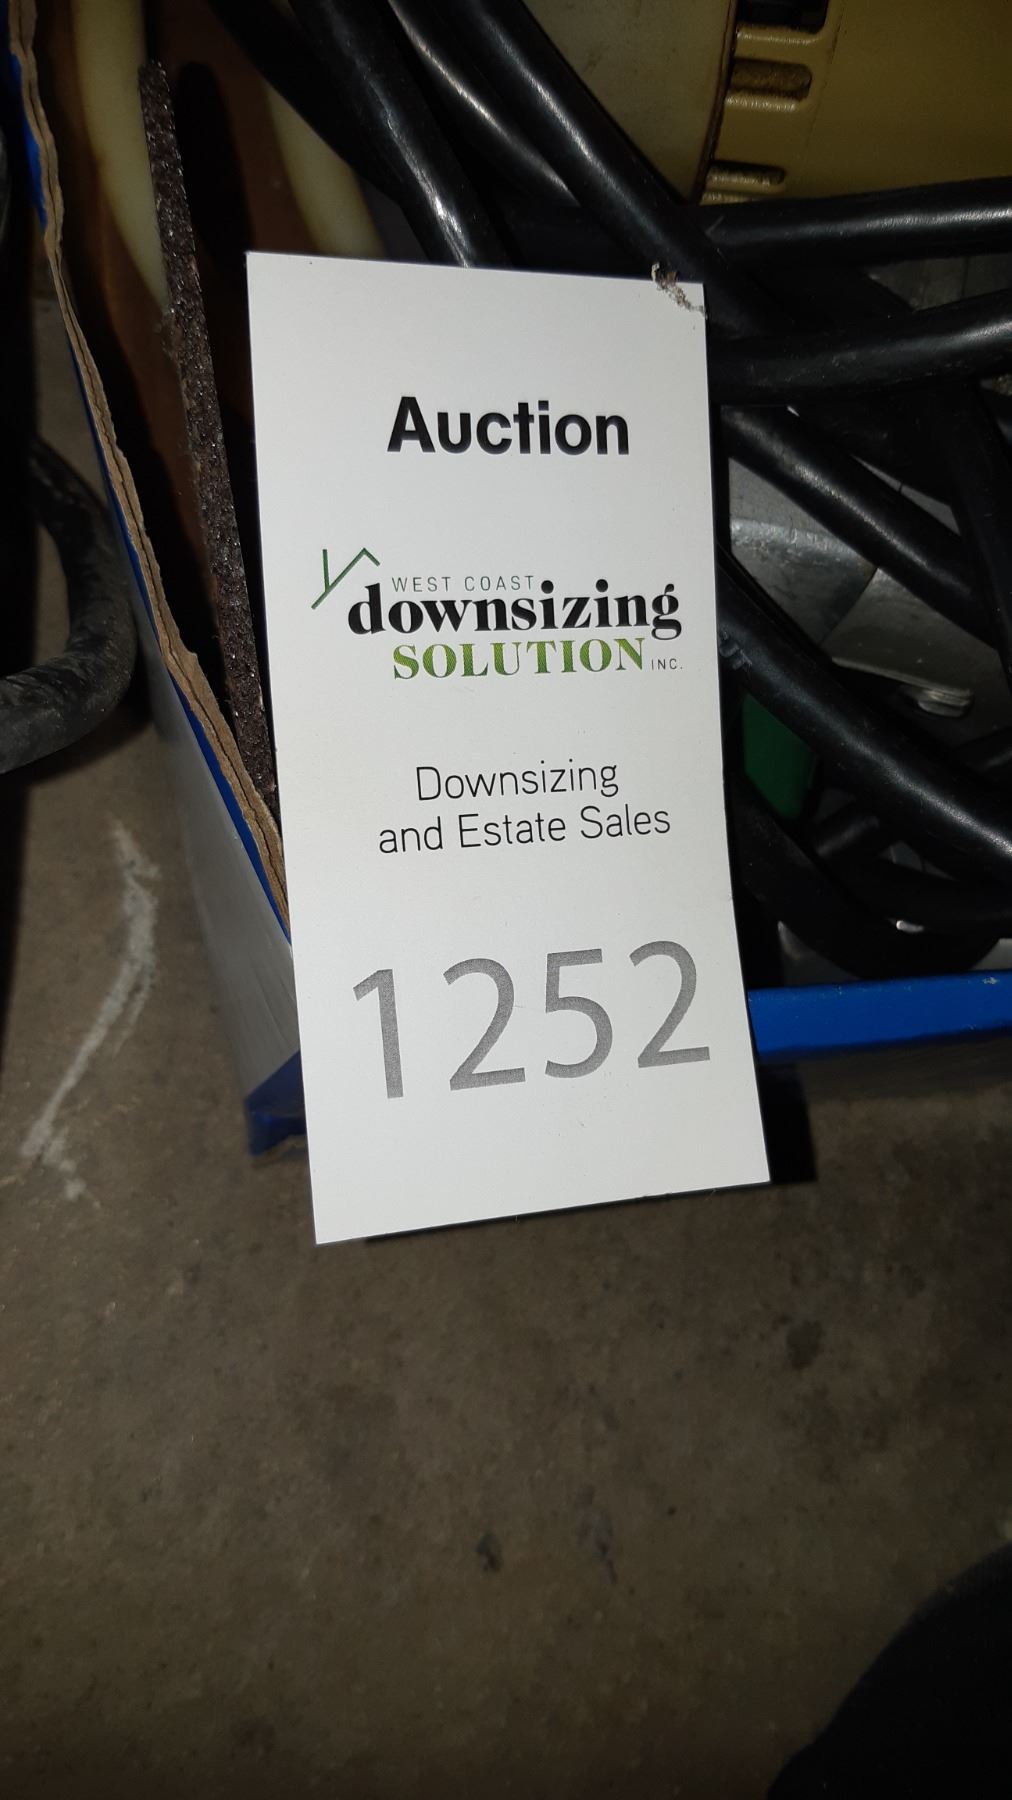 Auction
WEST COAST
downsizing
SOLUTION INC.
Downsizing
and Estate Sales
1252